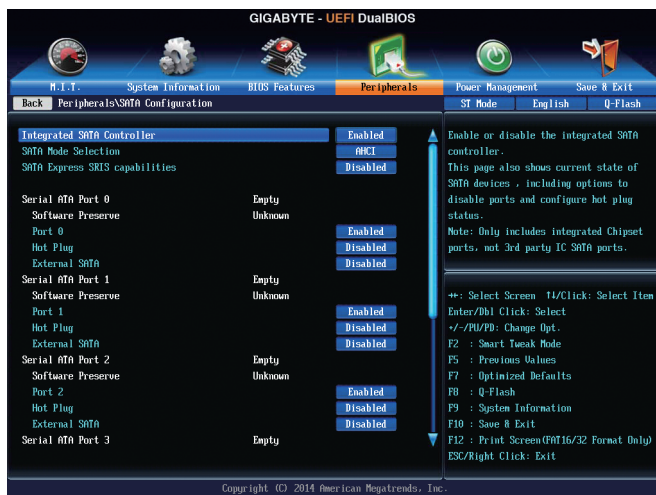 GIGABYTE - UEFI DualBIOS
M.I.T. System Information BIOS Features Peripherals Power Management Save & Exit
Back Peripherals\SATA Configuration ST Mode English Q-Flash
Integrated SATA Controller Enabled
SATA Mode Selection AHCI
SATA Express SRIS capabilities Disabled
Serial ATA Port 0 Empty
Software Preserve Unknown
Port 0 Enabled
Hot Plug Disabled
External SATA Disabled
Serial ATA Port 1 Empty
Software Preserve Unknown
Port 1 Enabled
Hot Plug Disabled
External SATA Disabled
Serial ATA Port 2 Empty
Software Preserve Unknown
Port 2 Enabled
Hot Plug Disabled
External SATA Disabled
Serial ATA Port 3 Empty
Enable or disable the integrated SATA
controller.
This page also shows current state of
SATA devices , including options to
disable ports and configure hot plug
status.
Note: Only includes integrated Chipset
ports, not 3rd party IC SATA ports.
→←: Select Screen ↑↓/Click: Select Item
Enter/Dbl Click: Select
+/-/PU/PD: Change Opt.
F2 : Smart Tweak Mode
F5 : Previous Values
F7 : Optimized Defaults
F8 : Q-Flash
F9 : System Information
F10 : Save & Exit
F12 : Print Screen(FAT16/32 Format Only)
ESC/Right Click: Exit
Copyright (C) 2014 American Megatrends, Inc.